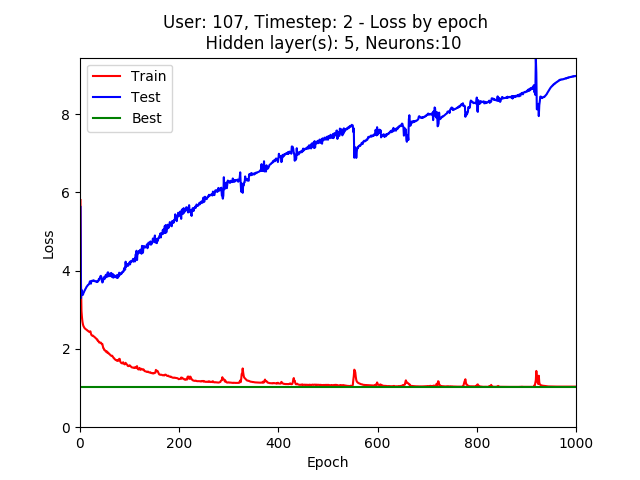 User: 107, Timestep: 2 - Loss by epoch
Hidden layer(s): 5, Neurons:10
Train
Test
Best
8
6
4
2
0
Loss
0 200 400 600 800 1000
Epoch